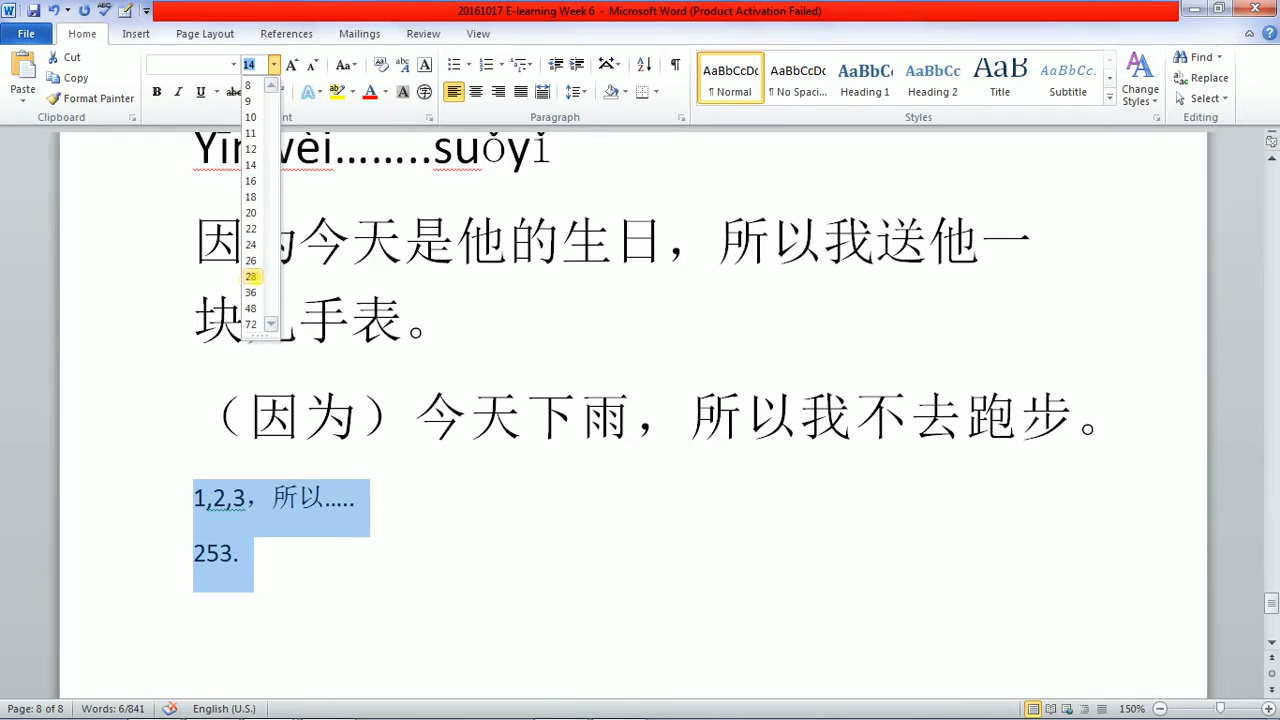 20161017 E-learning Week 6 - Microsoft Word (Product Activation Failed)
File Home Insert Page Layout References Mailings Review View
Cut
Copy
Format Painter
Paste
Clipboard
14
Paragraph
AaBbCcDc AaBbCcDc AaBbCc AaBbCc AaB AaBbCcDc
¶ Normal ¶ No Spaci... Heading 1 Heading 2 Title Subtitle
Change Styles
Styles
Find
Replace
Select
Editing
8
9
10
11
12
14
16
18
20
22
24
26
28
36
48
72
suǒyǐ
今天是他的生日，所以我送他一
块 手表。
（因为）今天下雨，所以我不去跑步。
1,2,3，所以.....
253.
Page: 8 of 8 Words: 6/841 English (U.S.) 150%